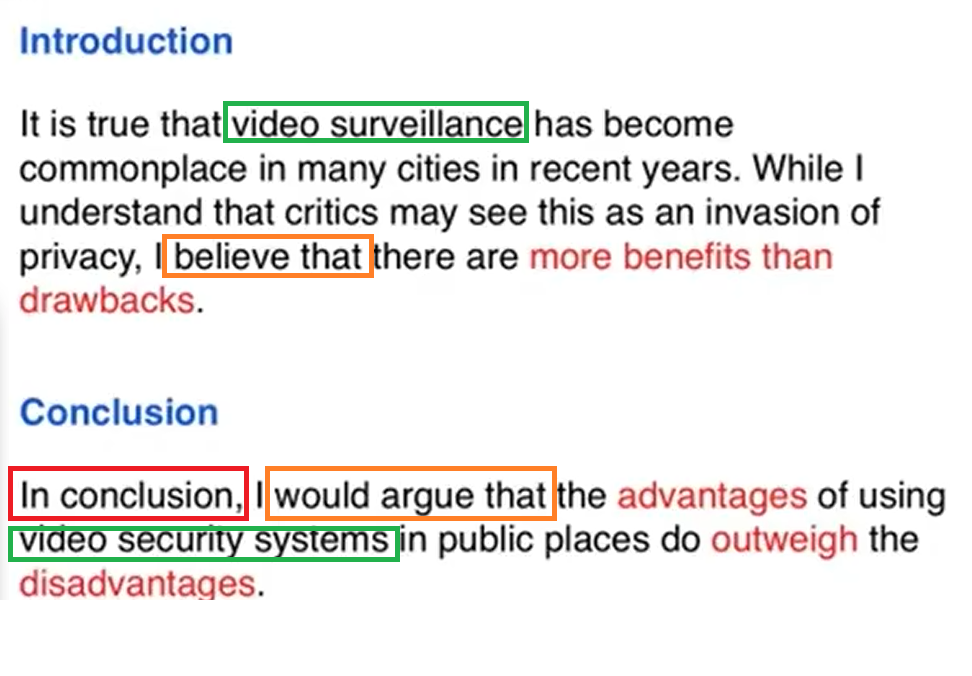 Introduction
It is true that video surveillance has become
commonplace in many cities in recent years. While I
understand that critics may see this as an invasion of
privacy, I believe that there are more benefits than
drawbacks.
Conclusion
In conclusion, I would argue that the advantages of using
video security systems in public places do outweigh the
disadvantages.